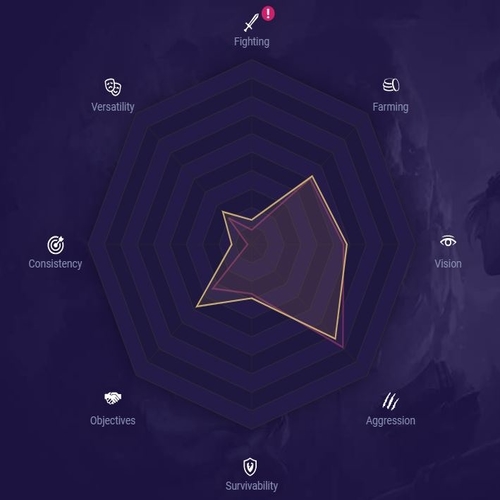 !
Fighting
Versatility
Farming
Consistency
Vision
Objectives
Aggression
Survivability